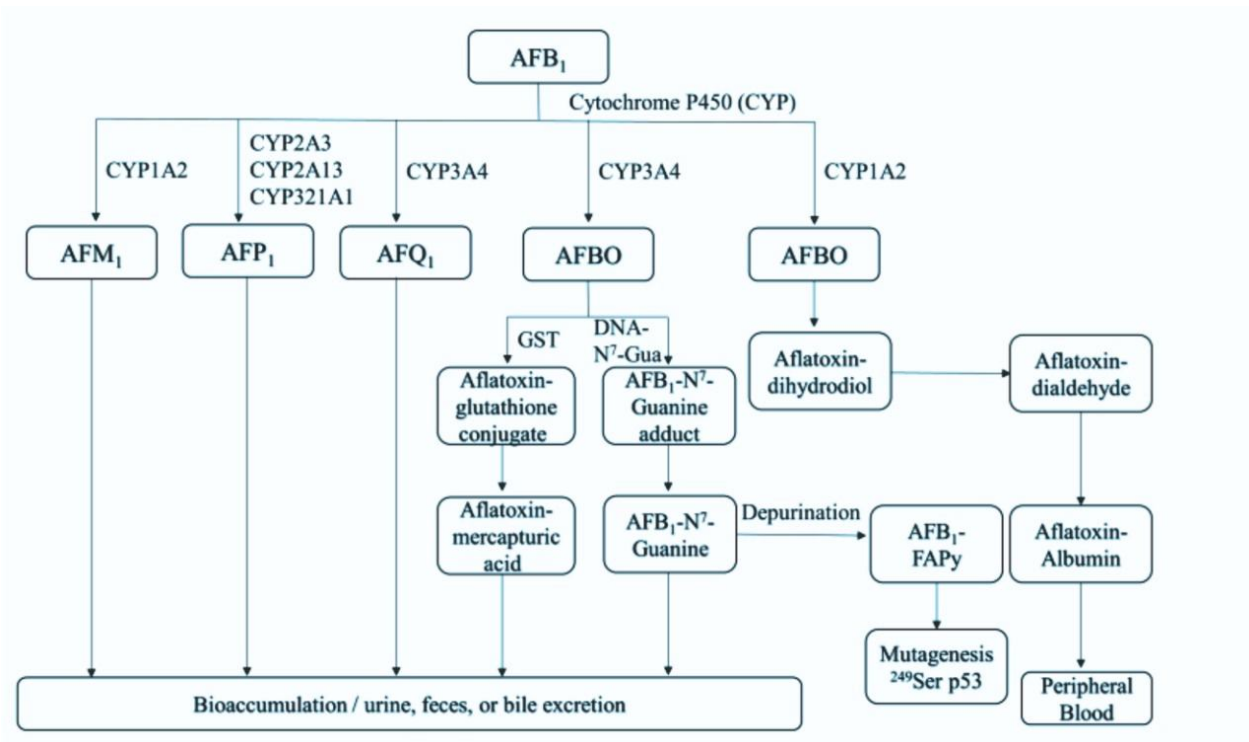 AFB₁
Cytochrome P450 (CYP)
CYP1A2
CYP2A3
CYP2A13
CYP321A1
CYP3A4
CYP3A4
CYP1A2
AFM₁
AFP₁
AFQ₁
AFBO
AFBO
GST
DNA-
N⁷-Gua
Aflatoxin-
dihydrodiol
Aflatoxin-
dialdehyde
Aflatoxin-
glutathione
conjugate
AFB₁-N⁷-
Guanine
adduct
Aflatoxin-
mercapturic
acid
AFB₁-N⁷-
Guanine
Depurination
AFB₁-
FAPy
Aflatoxin-
Albumin
Mutagenesis
²⁴⁹Ser p53
Peripheral
Blood
Bioaccumulation / urine, feces, or bile excretion